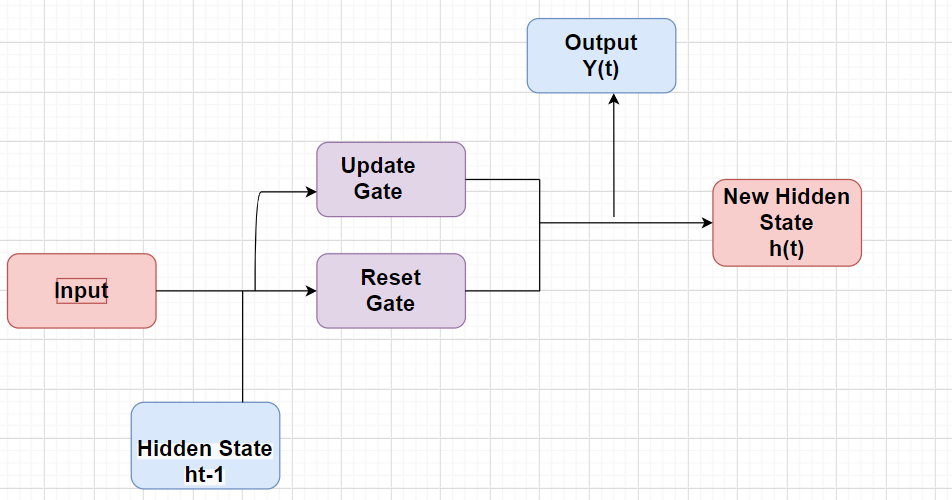 Output
Y(t)
Update
Gate
New Hidden
State
h(t)
Input
Reset
Gate
Hidden State
ht-1